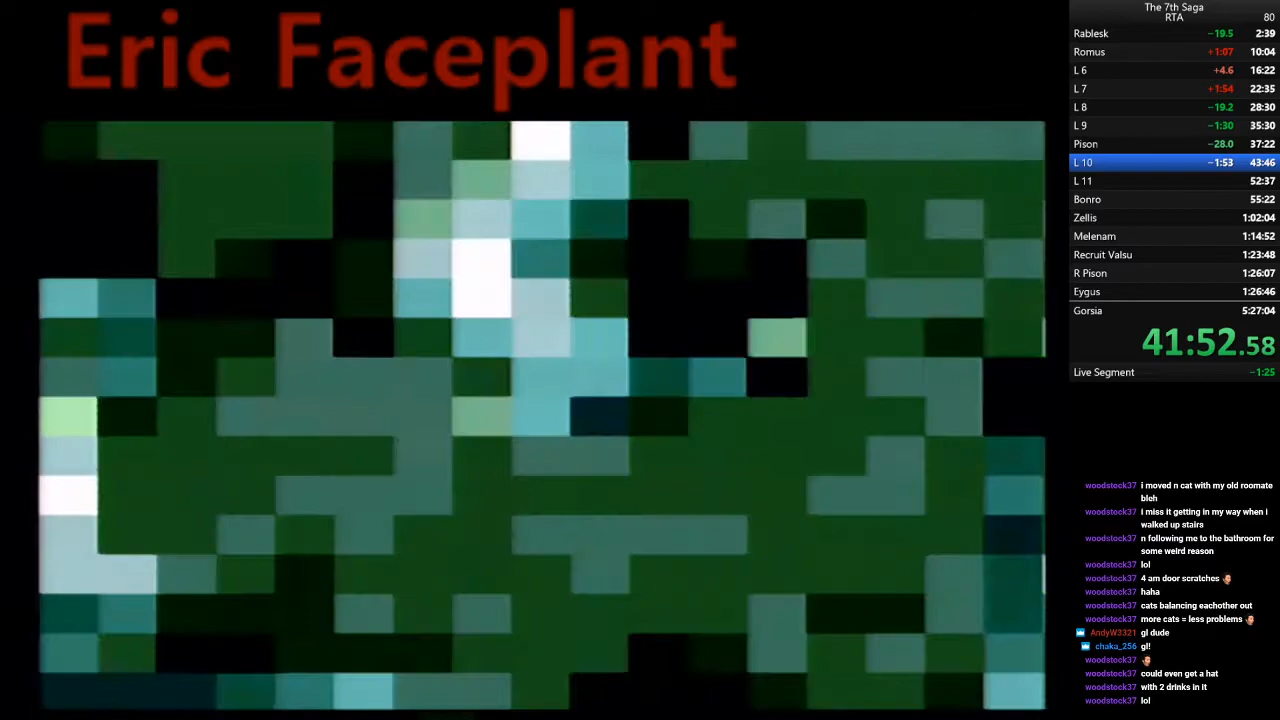 Eric Faceplant
The 7th Saga
RTA 80
Rablesk −19.5 2:39
Romus +1:07 10:04
L 6 +4.6 16:22
L 7 +1:54 22:35
L 8 −19.2 28:30
L 9 −1:30 35:30
Pison −28.0 37:22
L 10 −1:53 43:46
L 11 52:37
Bonro 55:22
Zellis 1:02:04
Melenam 1:14:52
Recruit Valsu 1:23:48
R Pison 1:26:07
Eygus 1:26:46
Gorsia 5:27:04
41:52.58
Live Segment −1:25
woodstock37 i moved n cat with my old roomate
bleh
woodstock37 i miss it getting in my way when i
walked up stairs
woodstock37 n following me to the bathroom for
some weird reason
woodstock37 lol
woodstock37 4 am door scratches
woodstock37 haha
woodstock37 cats balancing eachother out
woodstock37 more cats = less problems
AndyW3321 gl dude
chaka_256 gl!
woodstock37
woodstock37 could even get a hat
woodstock37 with 2 drinks in it
woodstock37 lol